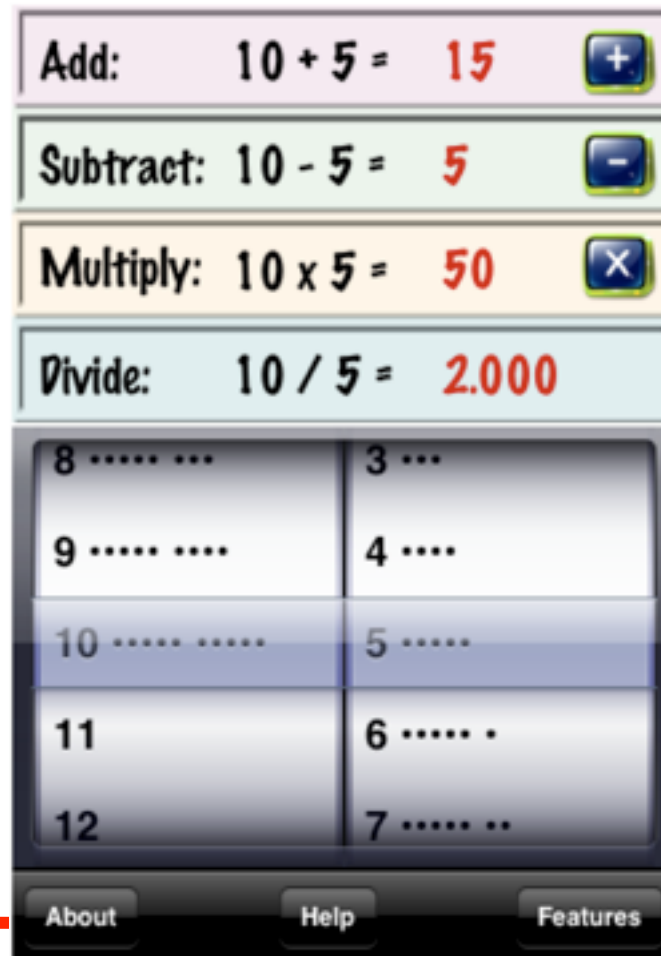 Add: 10 + 5 = 15 +
Subtract: 10 - 5 = 5 -
Multiply: 10 x 5 = 50 X
Divide: 10 / 5 = 2.000
8 ••••• ••• 3 •••
9 ••••• •••• 4 ••••
10 ••••• ••••• 5 •••••
11 6 ••••• •
12 7 ••••• ••
About Help Features